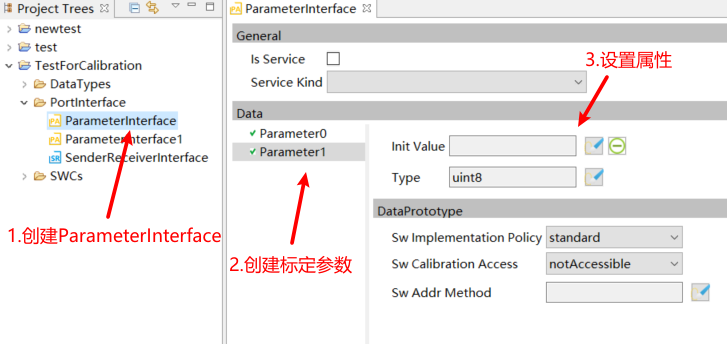 Project Trees
newtest
test
TestForCalibration
DataTypes
PortInterface
ParameterInterface
ParameterInterface1
SenderReceiverInterface
SWCs
1.创建ParameterInterface
ParameterInterface
General
Is Service
Service Kind
3.设置属性
Data
Parameter0
Parameter1
2.创建标定参数
Init Value
Type
uint8
DataPrototype
Sw Implementation Policy
standard
Sw Calibration Access
notAccessible
Sw Addr Method